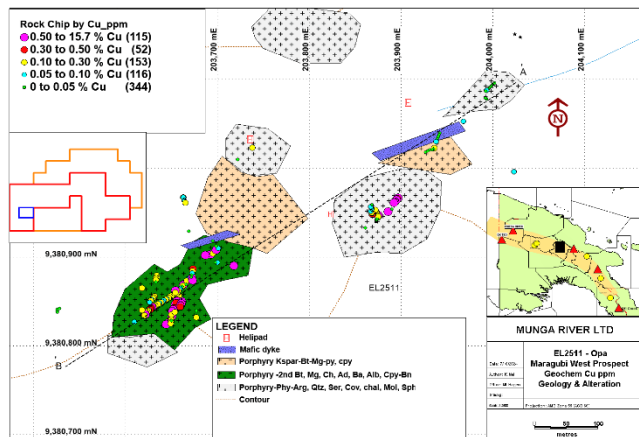 Rock Chip by Cu_ppm
0.50 to 15.7 % Cu (115)
0.30 to 0.50 % Cu (52)
0.10 to 0.30 % Cu (153)
0.05 to 0.10 % Cu (116)
0 to 0.05 % Cu (344)
203,700 mE
203,800 mE
203,900 mE
204,000 mE
204,100 mE
A
E
N
9,380,900 mN
EL2511
9,380,800 mN
B
9,380,700 mN
LEGEND
Helipad
Mafic dyke
Porphyry Kspar-Bt-Mg-py, cpy
Porphyry -2nd Bt, Mg, Ch, Ad, Ba, Alb, Cpy-Bn
Porphyry-Phy-Arg, Qtz, Ser, Cov, chal, Mol, Sph
Contour
MUNGA RIVER LTD
EL2511 - Opa
Maragubi West Prospect
Geochem Cu ppm
Geology & Alteration
0 50 100
metres